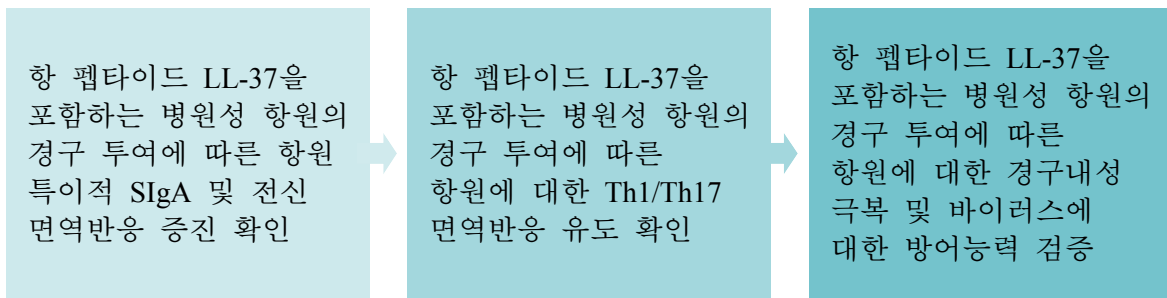 항 펩타이드 LL-37을
포함하는 병원성 항원의
경구 투여에 따른 항원
특이적 SIgA 및 전신
면역반응 증진 확인
항 펩타이드 LL-37을
포함하는 병원성 항원의
경구 투여에 따른
항원에 대한 Th1/Th17
면역반응 유도 확인
항 펩타이드 LL-37을
포함하는 병원성 항원의
경구 투여에 따른
항원에 대한 경구내성
극복 및 바이러스에
대한 방어능력 검증